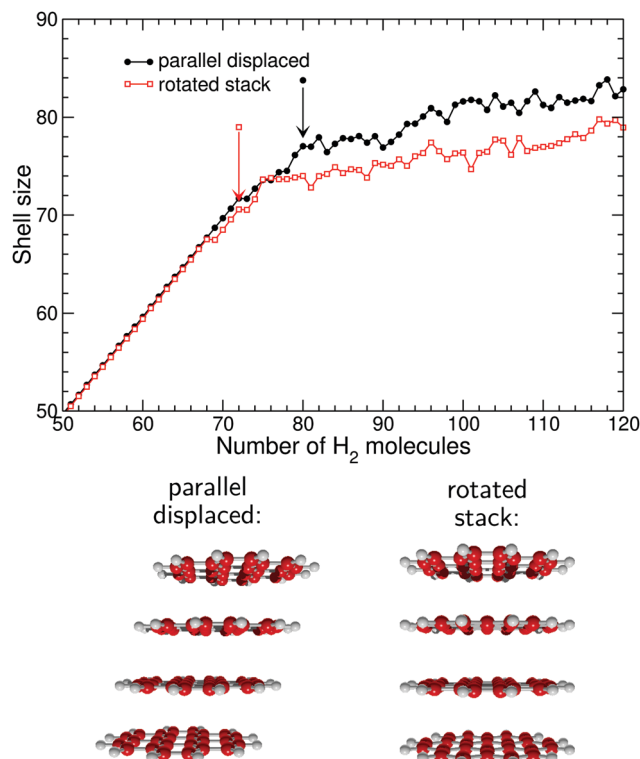 90
parallel displaced
rotated stack
80
70
60
50
Shell size
50 60 70 80 90 100 110 120
Number of H₂ molecules
parallel
displaced:
rotated
stack: